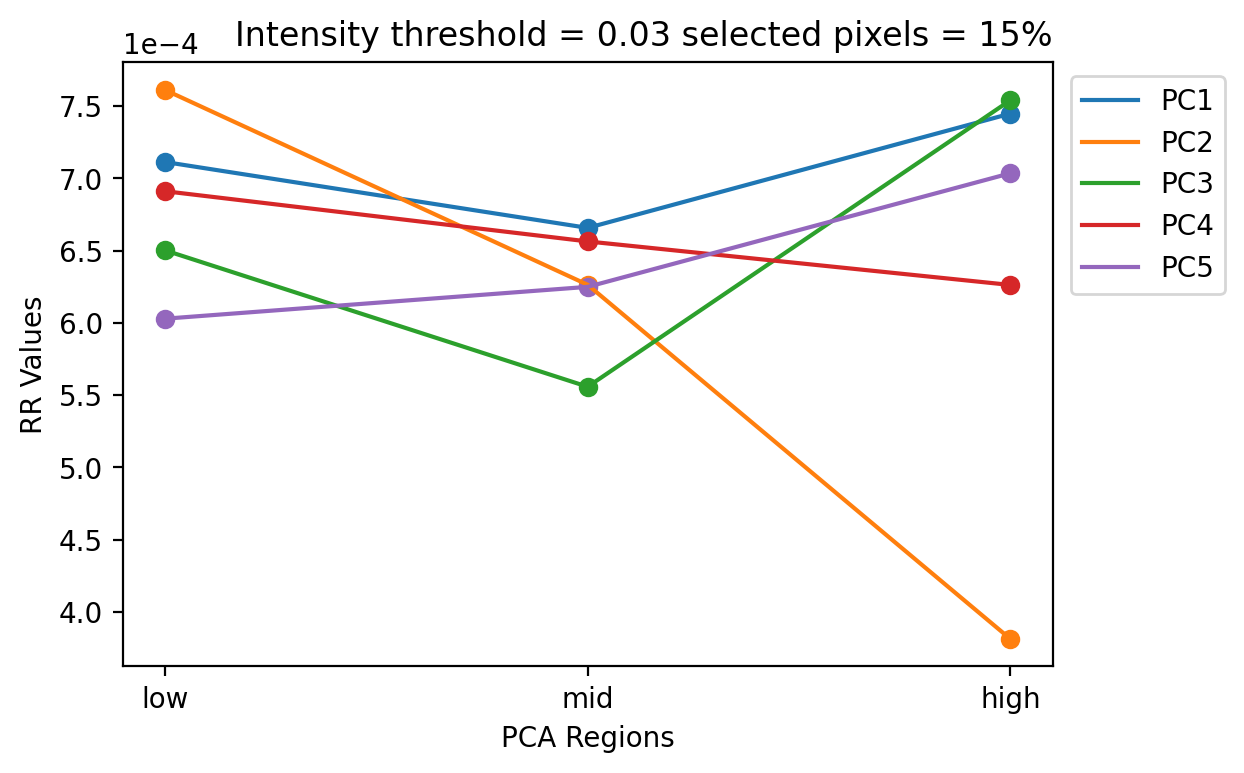 Intensity threshold = 0.03 selected pixels = 15%
1e−4
7.5
7.0
6.5
6.0
5.5
5.0
4.5
4.0
RR Values
low
mid
high
PCA Regions
PC1
PC2
PC3
PC4
PC5